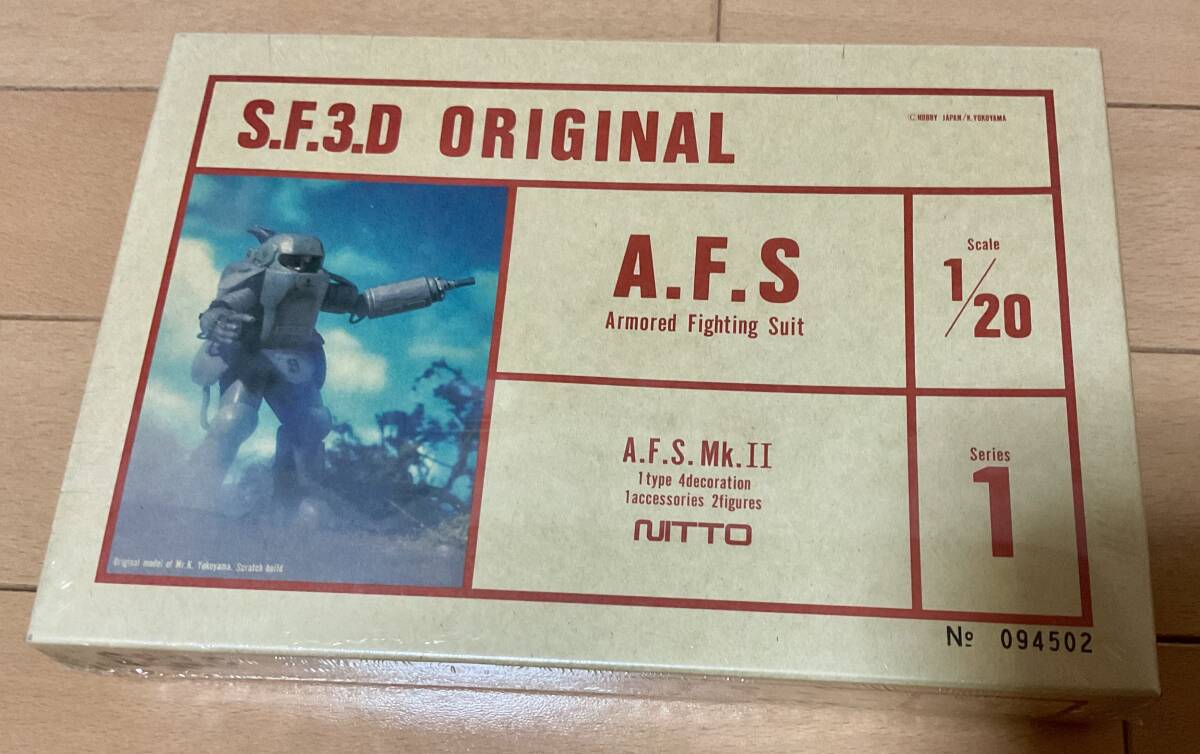 S.F.3.D ORIGINAL
© HOBBY JAPAN/K.YOKOYAMA
A.F.S
Armored Fighting Suit
Scale
1/20
A.F.S. Mk. II
1type 4decoration
1accessories 2figures
NITTO
Series
1
Original model of Mr.K. Yokoyama. Scratch build
№ 094502